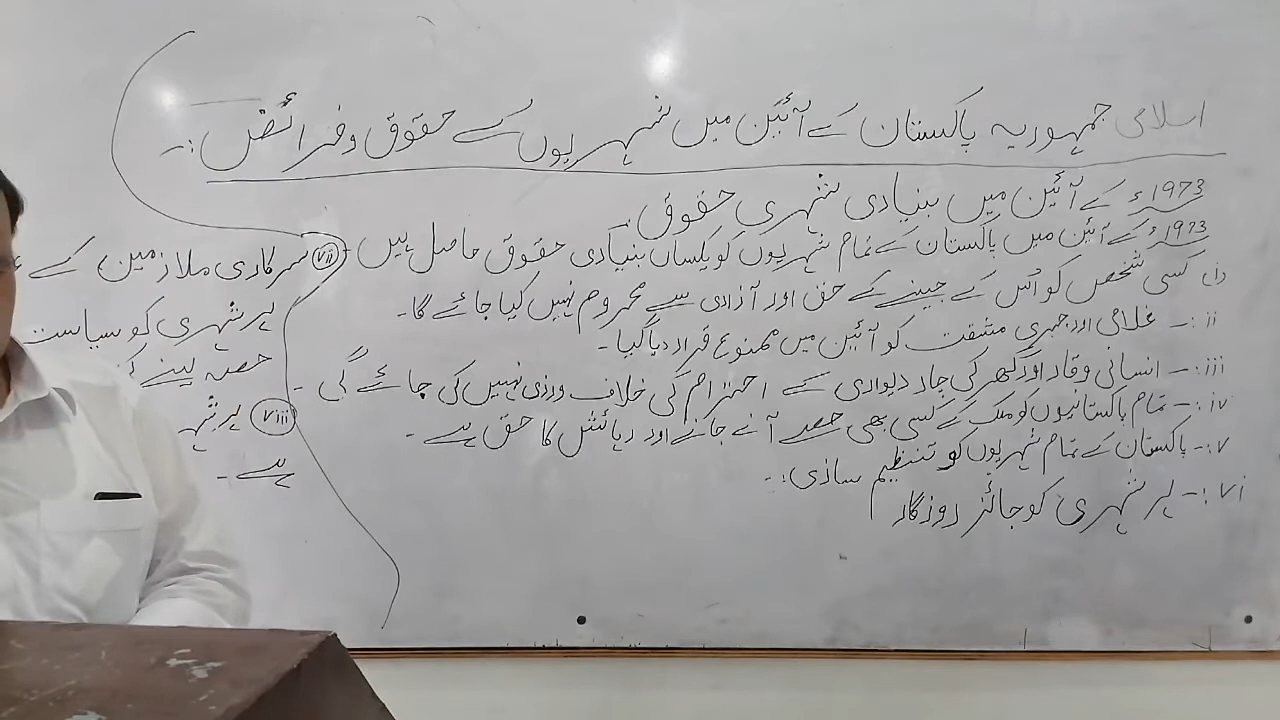 اسلامی جمہوریہ پاکستان کے آئین میں شہریوں کے حقوق و فرائض :-
1973ء کے آئین میں بنیادی شہری حقوق :
1973ء کے آئین میں پاکستان کے تمام شہریوں کو یکساں بنیادی حقوق حاصل ہیں -
(i) کسی شخص کو اُس کے جینے کے حق اور آزادی سے محروم نہیں کیا جائے گا۔
ii :- غلامی اور جبری مشقت کو آئین میں ممنوع قرار دیا گیا۔
iii :- انسانی وقار اور گھر کی چار دیواری کے احترام کی خلاف ورزی نہیں کی جائے گی -
iv :- تمام پاکستانیوں کو ملک کے کسی بھی حصے آنے جانے اور رہائش کا حق ہے -
v :- پاکستان کے تمام شہریوں کو تنظیم سازی :-
vi :- ہر شہری کو جائز روزگار
(vii) سرکاری ملازمین کے
ہر شہری کو سیاست
حصہ لینے
(viii) ہر شہ
ہے -